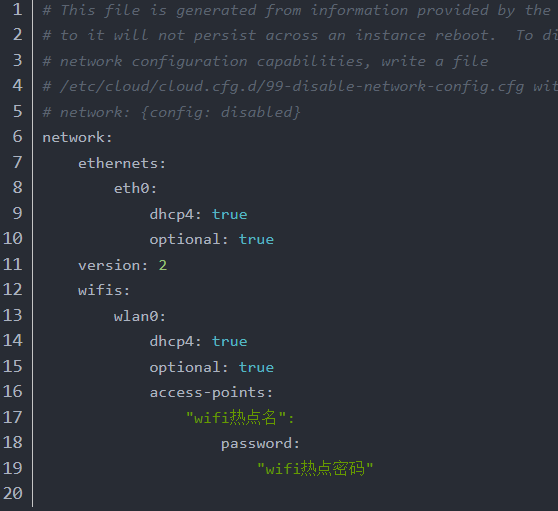 1 # This file is generated from information provided by the
2 # to it will not persist across an instance reboot.  To di
3 # network configuration capabilities, write a file
4 # /etc/cloud/cloud.cfg.d/99-disable-network-config.cfg wit
5 # network: {config: disabled}
6 network:
7     ethernets:
8         eth0:
9             dhcp4: true
10             optional: true
11     version: 2
12     wifis:
13         wlan0:
14             dhcp4: true
15             optional: true
16             access-points:
17                 "wifi热点名":
18                     password:
19                         "wifi热点密码"
20